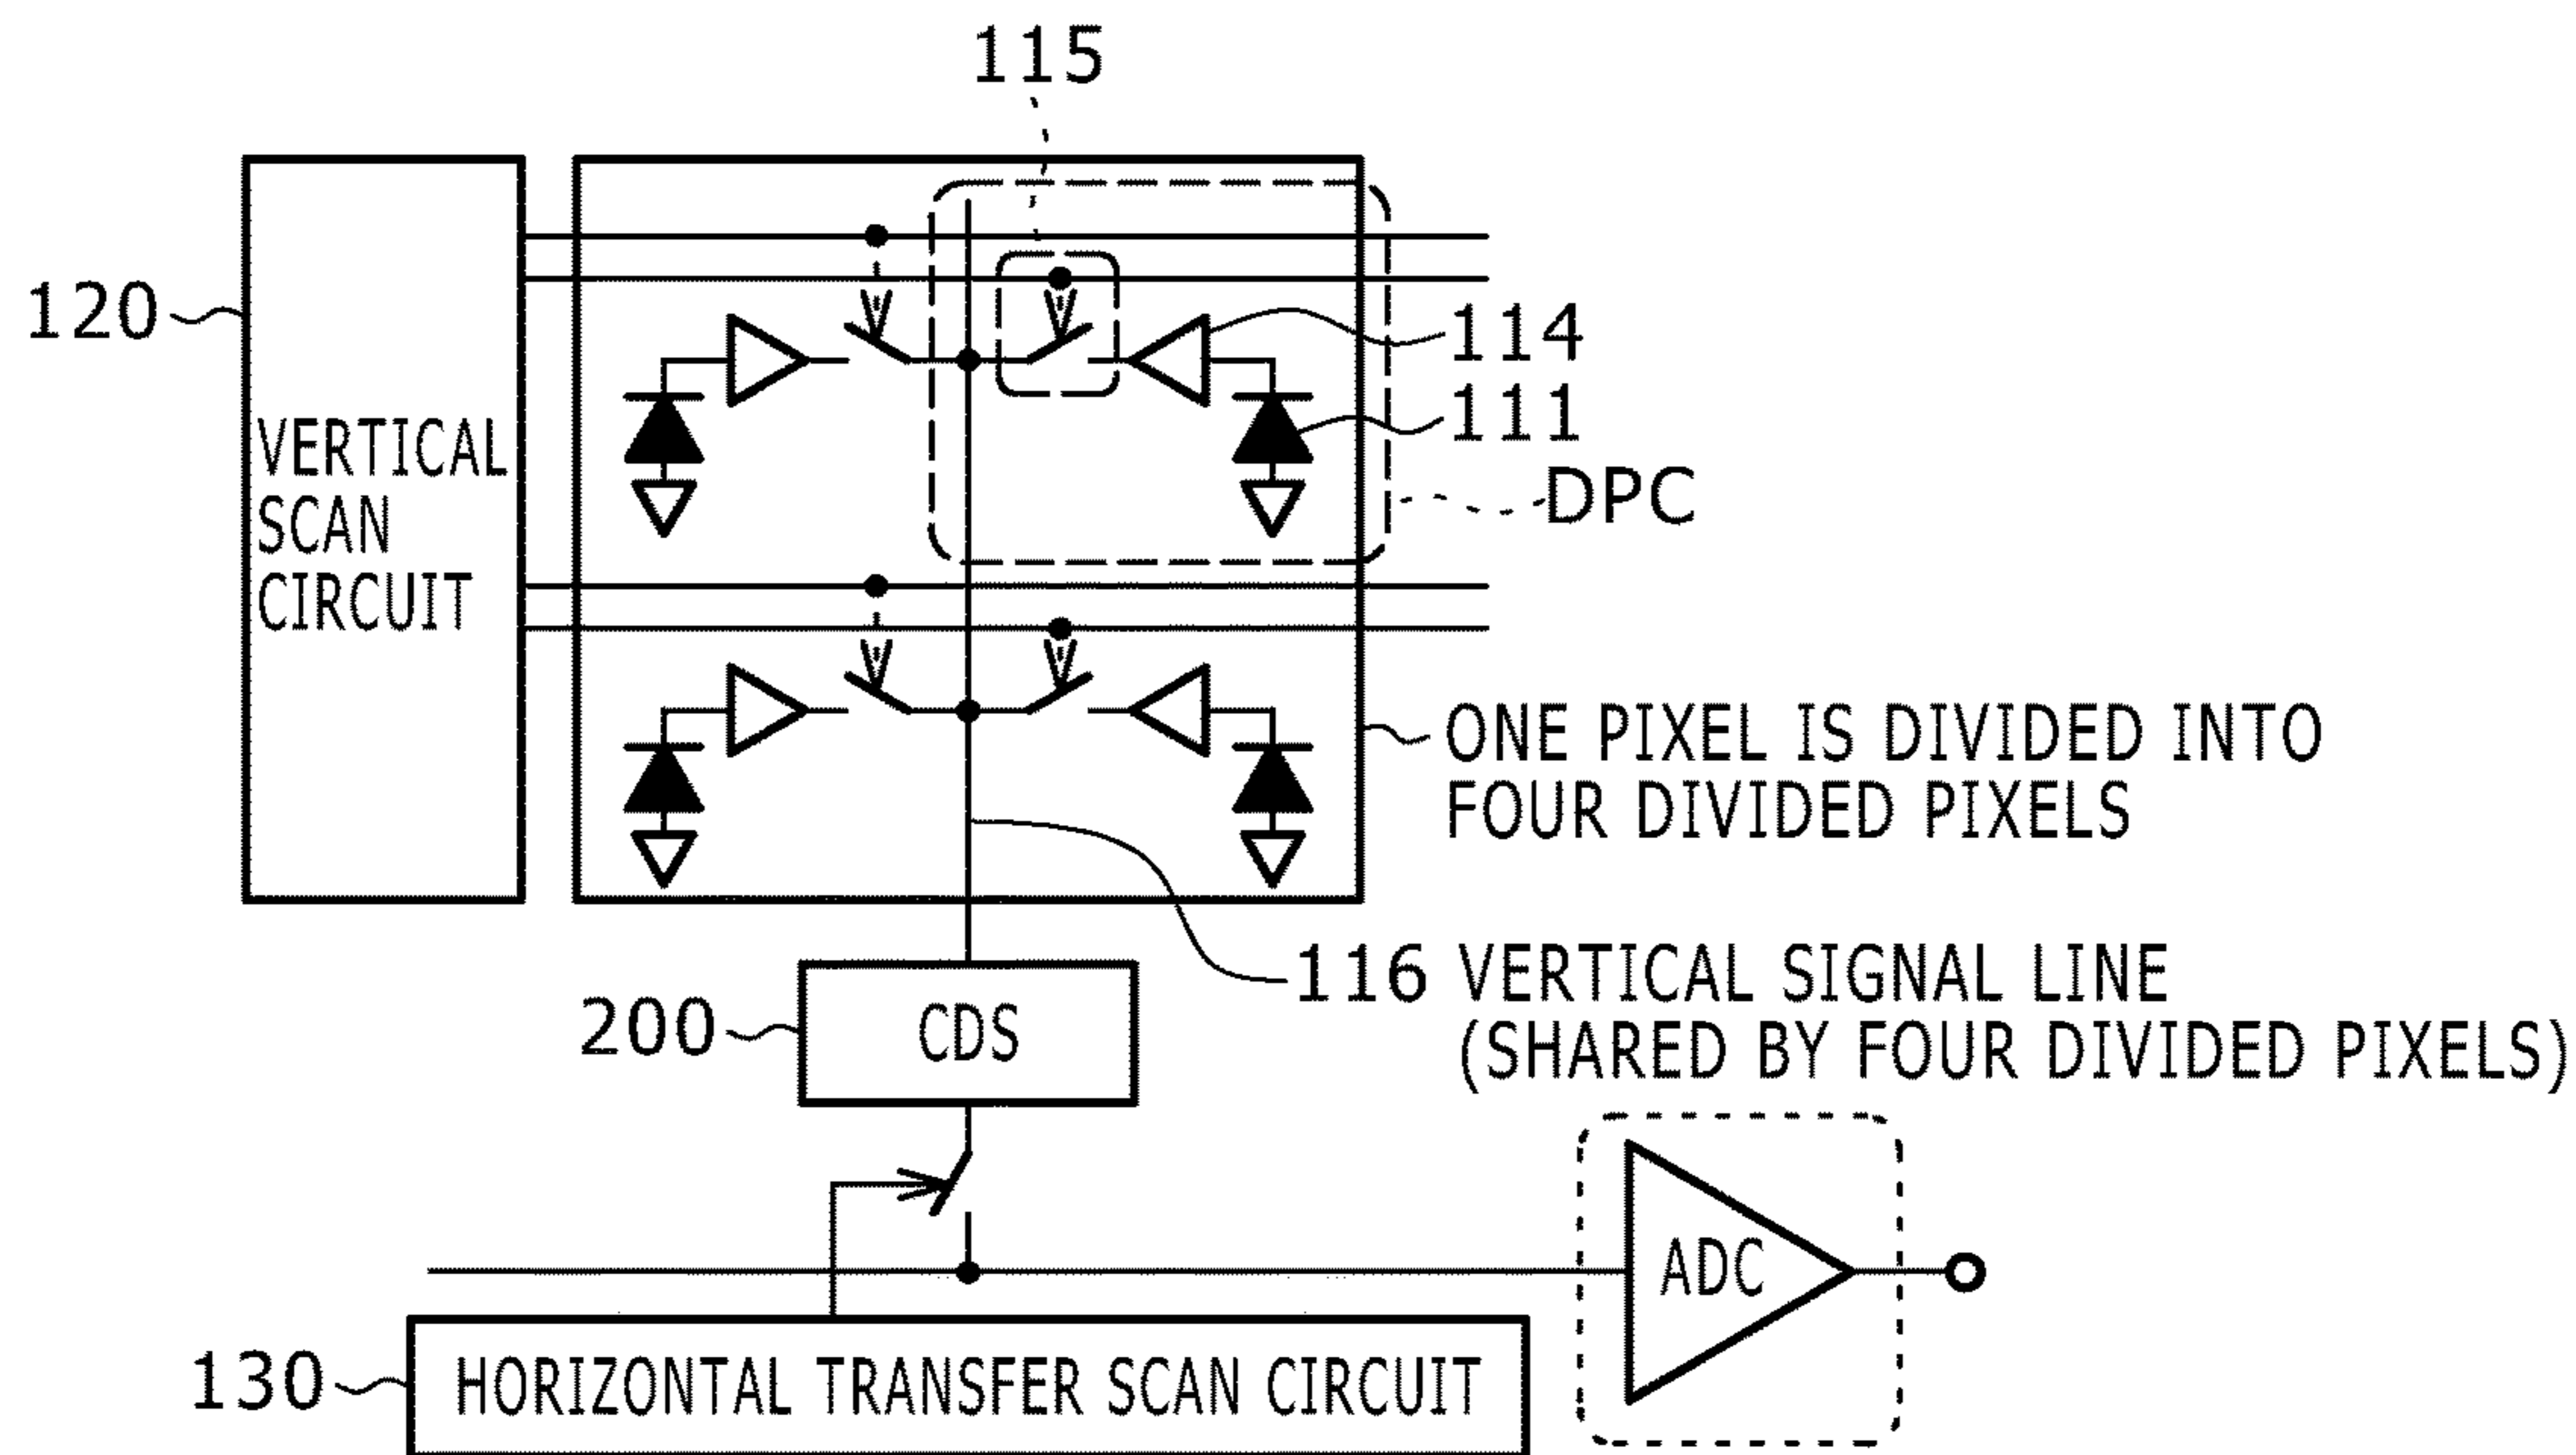 115
120
VERTICAL
SCAN
CIRCUIT
114
111
DPC
ONE PIXEL IS DIVIDED INTO
FOUR DIVIDED PIXELS
116 VERTICAL SIGNAL LINE
(SHARED BY FOUR DIVIDED PIXELS)
200
CDS
ADC
130
HORIZONTAL TRANSFER SCAN CIRCUIT